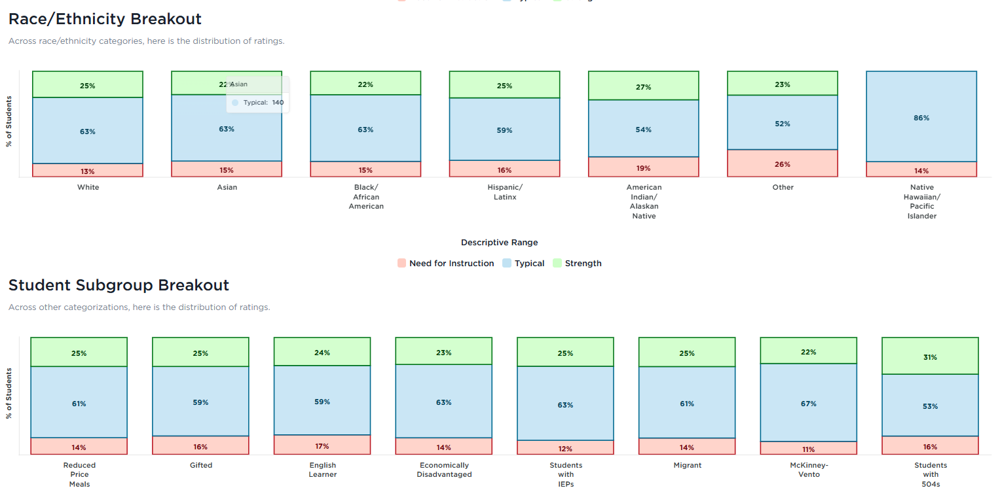 Race/Ethnicity Breakout
Across race/ethnicity categories, here is the distribution of ratings.
% of Students
25%
22%
22%
25%
27%
23%
86%
Asian
Typical: 140
63%
63%
63%
59%
54%
52%
13%
15%
15%
16%
19%
26%
14%
White
Asian
Black/
African
American
Hispanic/
Latinx
American
Indian/
Alaskan
Native
Other
Native
Hawaiian/
Pacific
Islander
Descriptive Range
Need for Instruction
Typical
Strength
Student Subgroup Breakout
Across other categorizations, here is the distribution of ratings.
% of Students
25%
25%
24%
23%
25%
25%
22%
31%
61%
59%
59%
63%
63%
61%
67%
53%
14%
16%
17%
14%
12%
14%
11%
16%
Reduced
Price
Meals
Gifted
English
Learner
Economically
Disadvantaged
Students
with
IEPs
Migrant
McKinney-
Vento
Students
with
504s